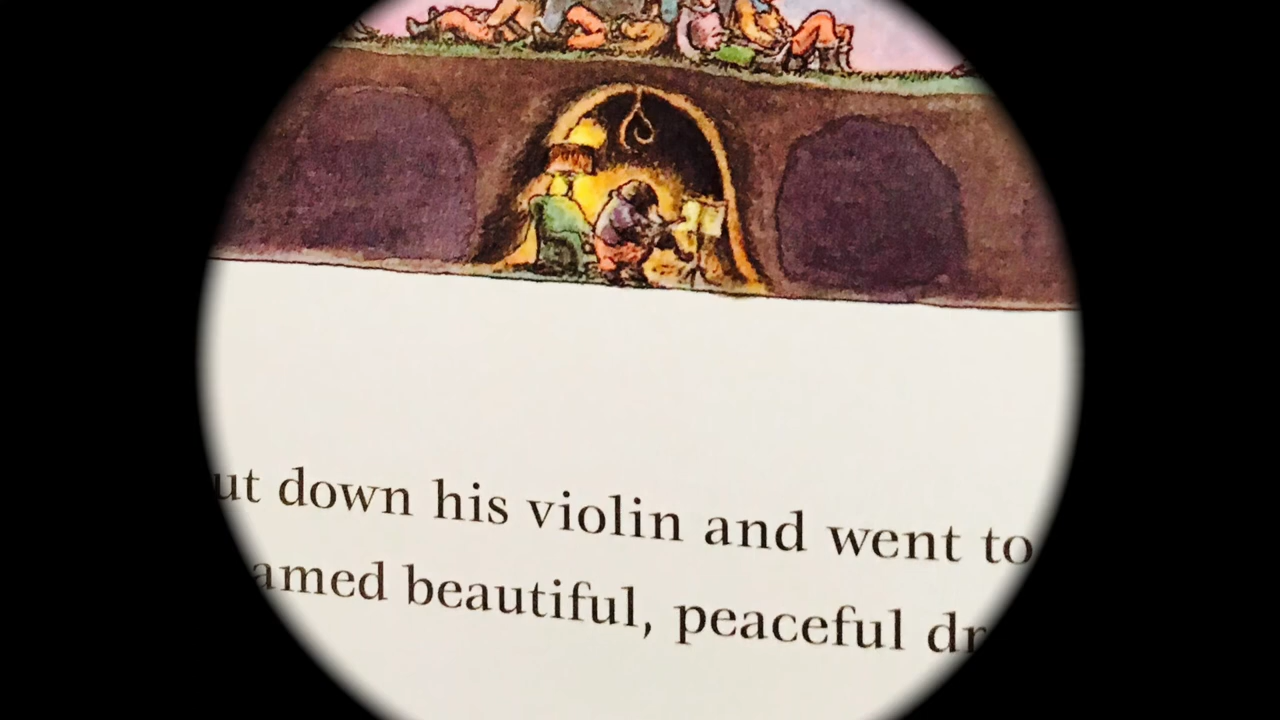 down his violin and went to
beautiful, peaceful